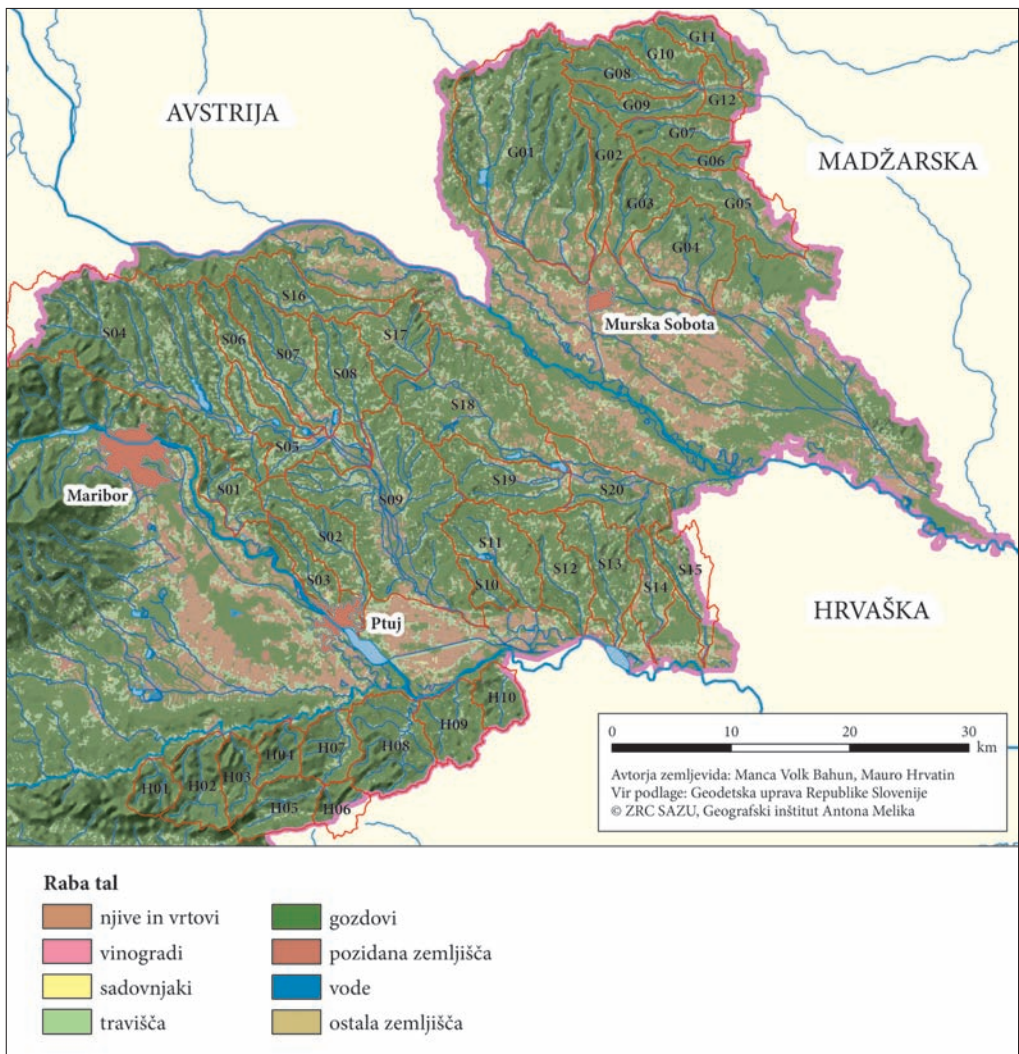 AVSTRIJA
MADŽARSKA
HRVAŠKA
G11
G10
G08
G12
G09
G07
G01
G02
G06
G03
G05
G04
Murska Sobota
S16
S04
S06
S17
S07
S08
S18
S05
Maribor
S01
S19
S09
S20
S02
S11
S12
S13
S03
S10
S14
S15
Ptuj
H10
H09
H04
H07
H08
H03
H01
H02
H05
H06
0 10 20 30
km
Avtorja zemljevida: Manca Volk Bahun, Mauro Hrvatin
Vir podlage: Geodetska uprava Republike Slovenije
© ZRC SAZU, Geografski inštitut Antona Melika
Raba tal
njive in vrtovi
vinogradi
sadovnjaki
travišča
gozdovi
pozidana zemljišča
vode
ostala zemljišča